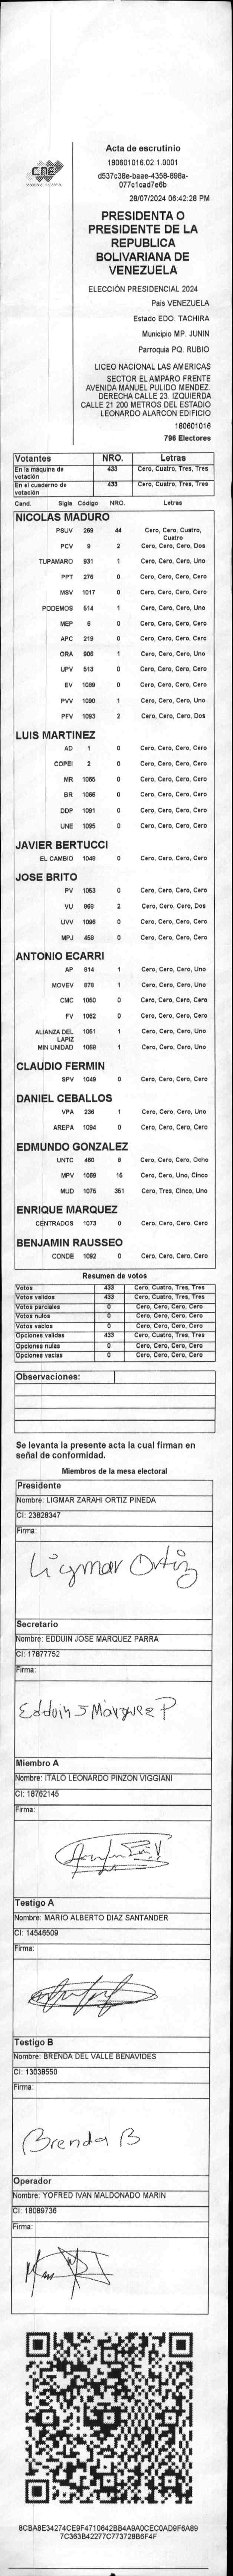 CNE
Acta de escrutinio
180601016.02.1.0001
d537c38e-baae-4358-898a-
077c1cad7e6b
28/07/2024 06:42:28 PM
PRESIDENTA O
PRESIDENTE DE LA
REPUBLICA
BOLIVARIANA DE
VENEZUELA
ELECCIÓN PRESIDENCIAL 2024
País VENEZUELA
Estado EDO. TACHIRA
Municipio MP. JUNIN
Parroquia PQ. RUBIO
LICEO NACIONAL LAS AMERICAS
SECTOR EL AMPARO FRENTE
AVENIDA MANUEL PULIDO MENDEZ.
DERECHA CALLE 23. IZQUIERDA
CALLE 21 200 METROS DEL ESTADIO
LEONARDO ALARCON EDIFICIO
180601016
796 Electores
Votantes NRO. Letras
En la máquina de votación 433 Cero, Cuatro, Tres, Tres
En el cuaderno de votación 433 Cero, Cuatro, Tres, Tres
Cand. Sigla Código NRO. Letras
NICOLAS MADURO
PSUV 269 44 Cero, Cero, Cuatro, Cuatro
PCV 9 2 Cero, Cero, Cero, Dos
TUPAMARO 931 1 Cero, Cero, Cero, Uno
PPT 276 0 Cero, Cero, Cero, Cero
MSV 1017 0 Cero, Cero, Cero, Cero
PODEMOS 514 1 Cero, Cero, Cero, Uno
MEP 6 0 Cero, Cero, Cero, Cero
APC 219 0 Cero, Cero, Cero, Cero
ORA 906 1 Cero, Cero, Cero, Uno
UPV 513 0 Cero, Cero, Cero, Cero
EV 1089 0 Cero, Cero, Cero, Cero
PVV 1090 1 Cero, Cero, Cero, Uno
PFV 1093 2 Cero, Cero, Cero, Dos
LUIS MARTINEZ
AD 1 0 Cero, Cero, Cero, Cero
COPEI 2 0 Cero, Cero, Cero, Cero
MR 1065 0 Cero, Cero, Cero, Cero
BR 1066 0 Cero, Cero, Cero, Cero
DDP 1091 0 Cero, Cero, Cero, Cero
UNE 1095 0 Cero, Cero, Cero, Cero
JAVIER BERTUCCI
EL CAMBIO 1048 0 Cero, Cero, Cero, Cero
JOSE BRITO
PV 1053 0 Cero, Cero, Cero, Cero
VU 868 2 Cero, Cero, Cero, Dos
UVV 1096 0 Cero, Cero, Cero, Cero
MPJ 458 0 Cero, Cero, Cero, Cero
ANTONIO ECARRI
AP 814 1 Cero, Cero, Cero, Uno
MOVEV 878 1 Cero, Cero, Cero, Uno
CMC 1050 0 Cero, Cero, Cero, Cero
FV 1062 0 Cero, Cero, Cero, Cero
ALIANZA DEL LAPIZ 1051 1 Cero, Cero, Cero, Uno
MIN UNIDAD 1068 1 Cero, Cero, Cero, Uno
CLAUDIO FERMIN
SPV 1049 0 Cero, Cero, Cero, Cero
DANIEL CEBALLOS
VPA 236 1 Cero, Cero, Cero, Uno
AREPA 1094 0 Cero, Cero, Cero, Cero
EDMUNDO GONZALEZ
UNTC 460 8 Cero, Cero, Cero, Ocho
MPV 1069 15 Cero, Cero, Uno, Cinco
MUD 1075 351 Cero, Tres, Cinco, Uno
ENRIQUE MARQUEZ
CENTRADOS 1073 0 Cero, Cero, Cero, Cero
BENJAMIN RAUSSEO
CONDE 1092 0 Cero, Cero, Cero, Cero
Resumen de votos
Votos 433 Cero, Cuatro, Tres, Tres
Votos validos 433 Cero, Cuatro, Tres, Tres
Votos parciales 0 Cero, Cero, Cero, Cero
Votos nulos 0 Cero, Cero, Cero, Cero
Votos vacios 0 Cero, Cero, Cero, Cero
Opciones validas 433 Cero, Cuatro, Tres, Tres
Opciones nulas 0 Cero, Cero, Cero, Cero
Opciones vacias 0 Cero, Cero, Cero, Cero
Observaciones:
Se levanta la presente acta la cual firman en
señal de conformidad.
Miembros de la mesa electoral
Presidente
Nombre: LIGMAR ZARAHI ORTIZ PINEDA
CI: 23828347
Firma:
Ligmar Ortiz
Secretario
Nombre: EDDUIN JOSE MARQUEZ PARRA
CI: 17877752
Firma:
Edduin J Márquez P
Miembro A
Nombre: ITALO LEONARDO PINZON VIGGIANI
CI: 18762145
Firma:
Testigo A
Nombre: MARIO ALBERTO DIAZ SANTANDER
CI: 14546509
Firma:
Testigo B
Nombre: BRENDA DEL VALLE BENAVIDES
CI: 13038550
Firma:
Brenda B
Operador
Nombre: YOFRED IVAN MALDONADO MARIN
CI: 18089736
Firma:
8CBA8E34274CE9F4710642BB4A9A0CEC0AD9F6A89
7C363B42277C77372BB6F4F